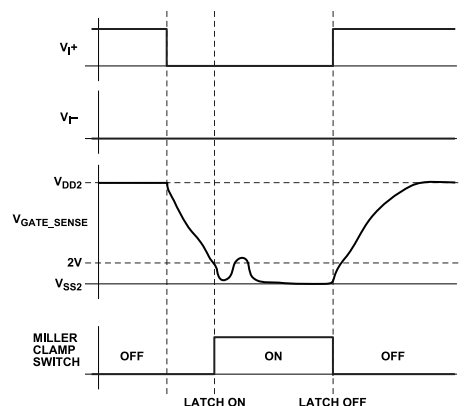 VI+
VI–
VDD2
VGATE_SENSE
2V
VSS2
MILLER
CLAMP
SWITCH
OFF
ON
OFF
LATCH ON
LATCH OFF